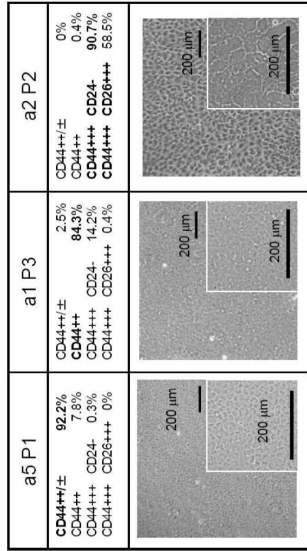 a5 P1
CD44++/± 92.2%
CD44++ 7.8%
CD44+++ CD24- 0.3%
CD44+++ CD26+++ 0%
200 µm
200 µm
a1 P3
CD44++/± 2.5%
CD44++ 84.3%
CD44+++ CD24- 14.2%
CD44+++ CD26+++ 0.4%
200 µm
200 µm
a2 P2
CD44++/± 0%
CD44++ 0.4%
CD44+++ CD24- 90.7%
CD44+++ CD26+++ 58.5%
200 µm
200 µm